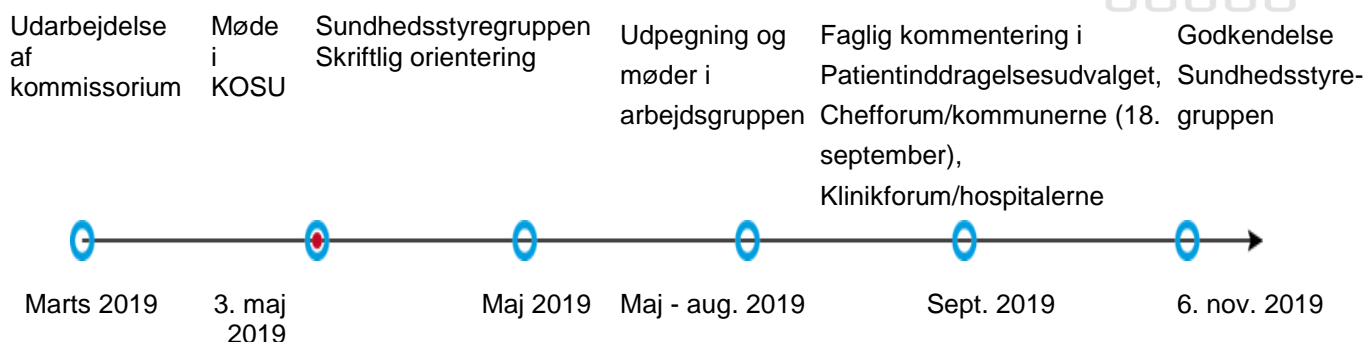 Udarbejdelse
af
kommissorium
Møde
i
KOSU
Sundhedsstyregruppen
Skriftlig orientering
Udpegning og
møder i
arbejdsgruppen
Faglig kommentering i
Patientinddragelsesudvalget,
Chefforum/kommunerne (18.
september),
Klinikforum/hospitalerne
Godkendelse
Sundhedsstyre-
gruppen
Marts 2019
3. maj
2019
Maj 2019
Maj - aug. 2019
Sept. 2019
6. nov. 2019